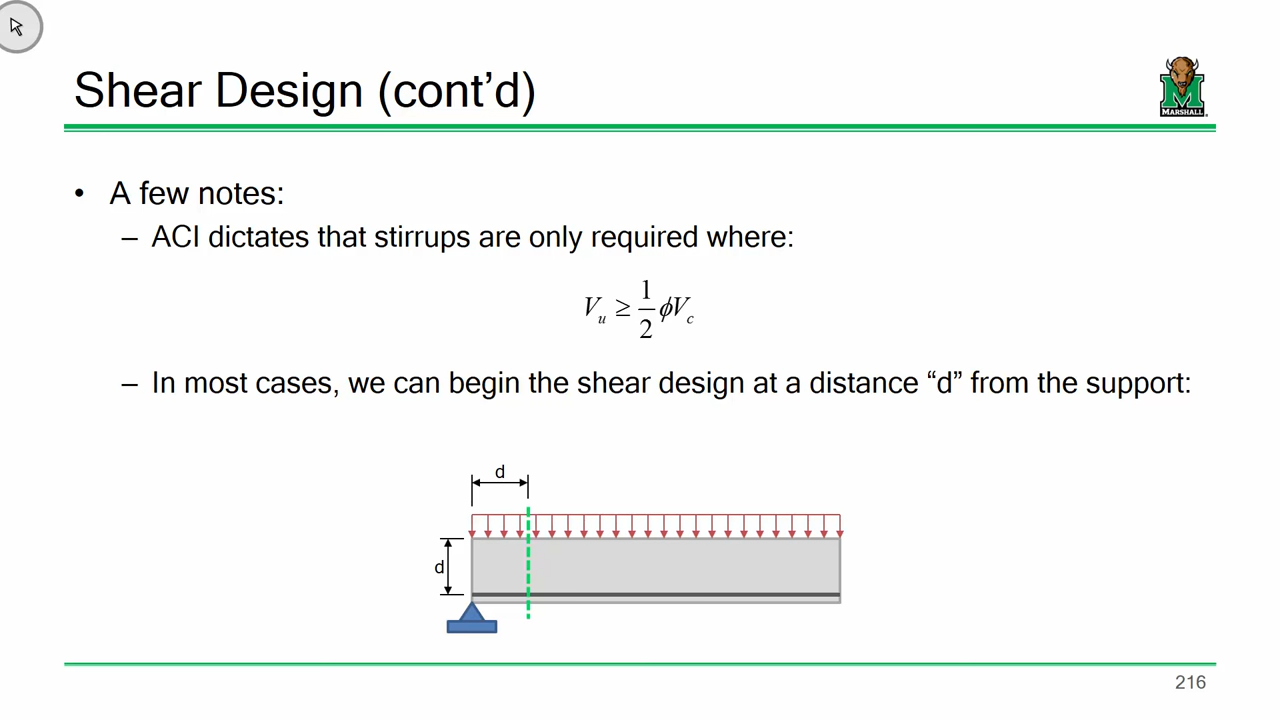 Shear Design (cont’d)
MARSHALL
• A few notes:
– ACI dictates that stirrups are only required where:
V_u ≥ 1/2 ϕV_c
– In most cases, we can begin the shear design at a distance “d” from the support:
d
d
216